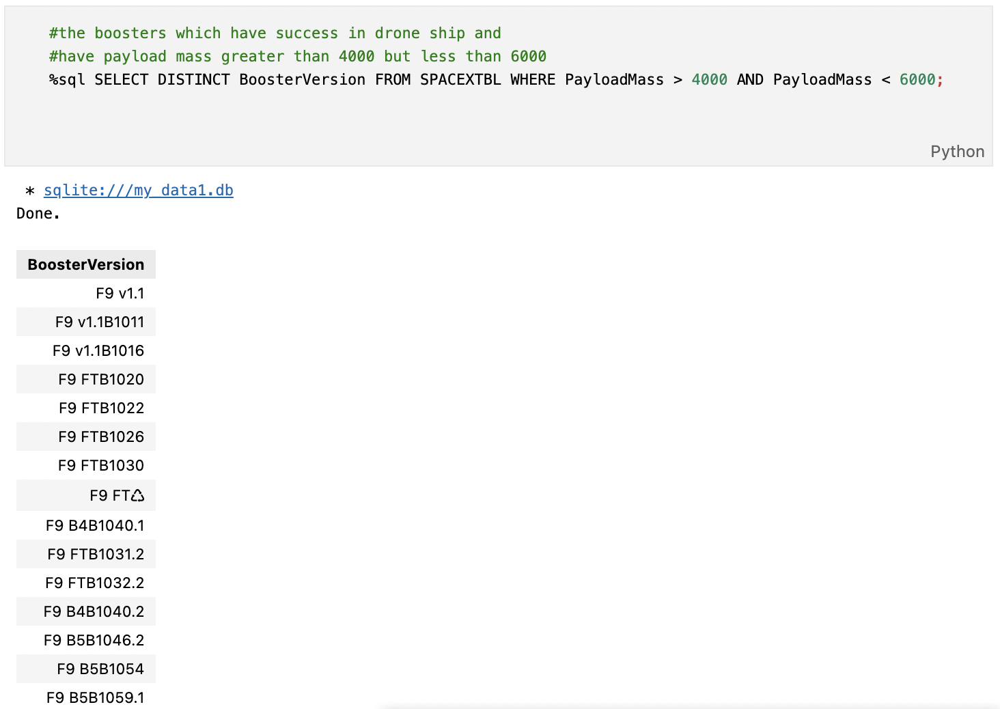 #the boosters which have success in drone ship and
#have payload mass greater than 4000 but less than 6000
%sql SELECT DISTINCT BoosterVersion FROM SPACEXTBL WHERE PayloadMass > 4000 AND PayloadMass < 6000;
Python
* sqlite:///my_data1.db
Done.
BoosterVersion
F9 v1.1
F9 v1.1B1011
F9 v1.1B1016
F9 FTB1020
F9 FTB1022
F9 FTB1026
F9 FTB1030
F9 FT♺
F9 B4B1040.1
F9 FTB1031.2
F9 FTB1032.2
F9 B4B1040.2
F9 B5B1046.2
F9 B5B1054
F9 B5B1059.1